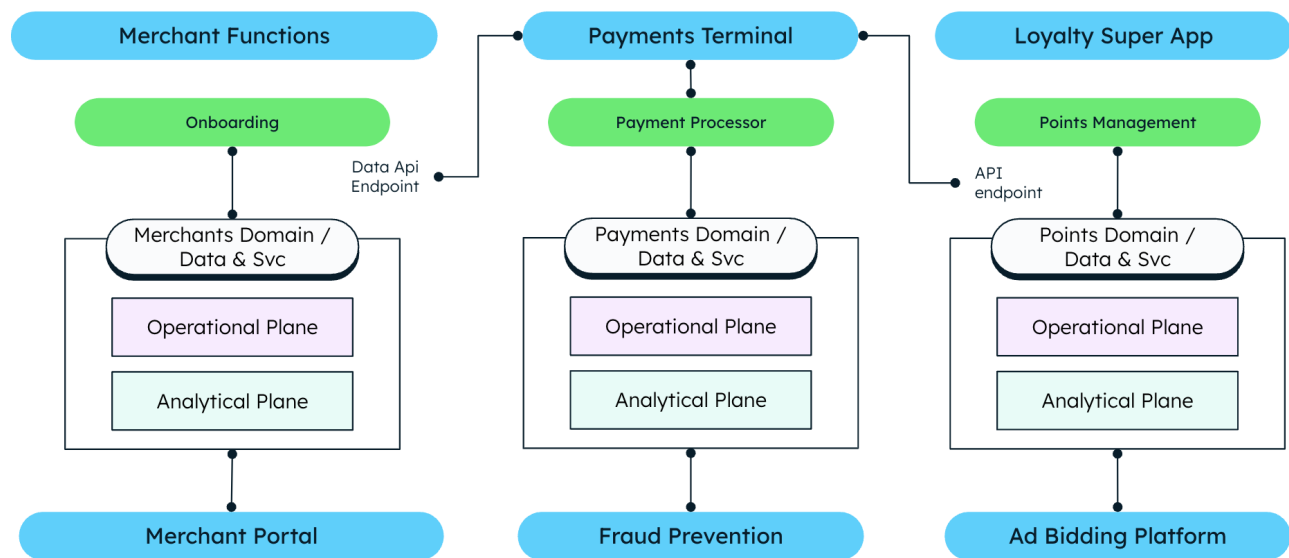 Merchant Functions
Payments Terminal
Loyalty Super App
Onboarding
Payment Processor
Points Management
Data Api
Endpoint
API
endpoint
Merchants Domain /
Data & Svc
Payments Domain /
Data & Svc
Points Domain /
Data & Svc
Operational Plane
Operational Plane
Operational Plane
Analytical Plane
Analytical Plane
Analytical Plane
Merchant Portal
Fraud Prevention
Ad Bidding Platform